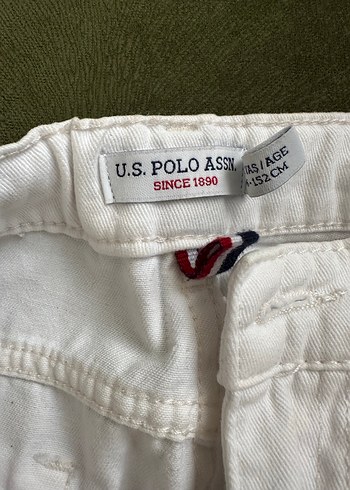 U.S. POLO ASSN.
SINCE 1890
/AGE
-152 CM